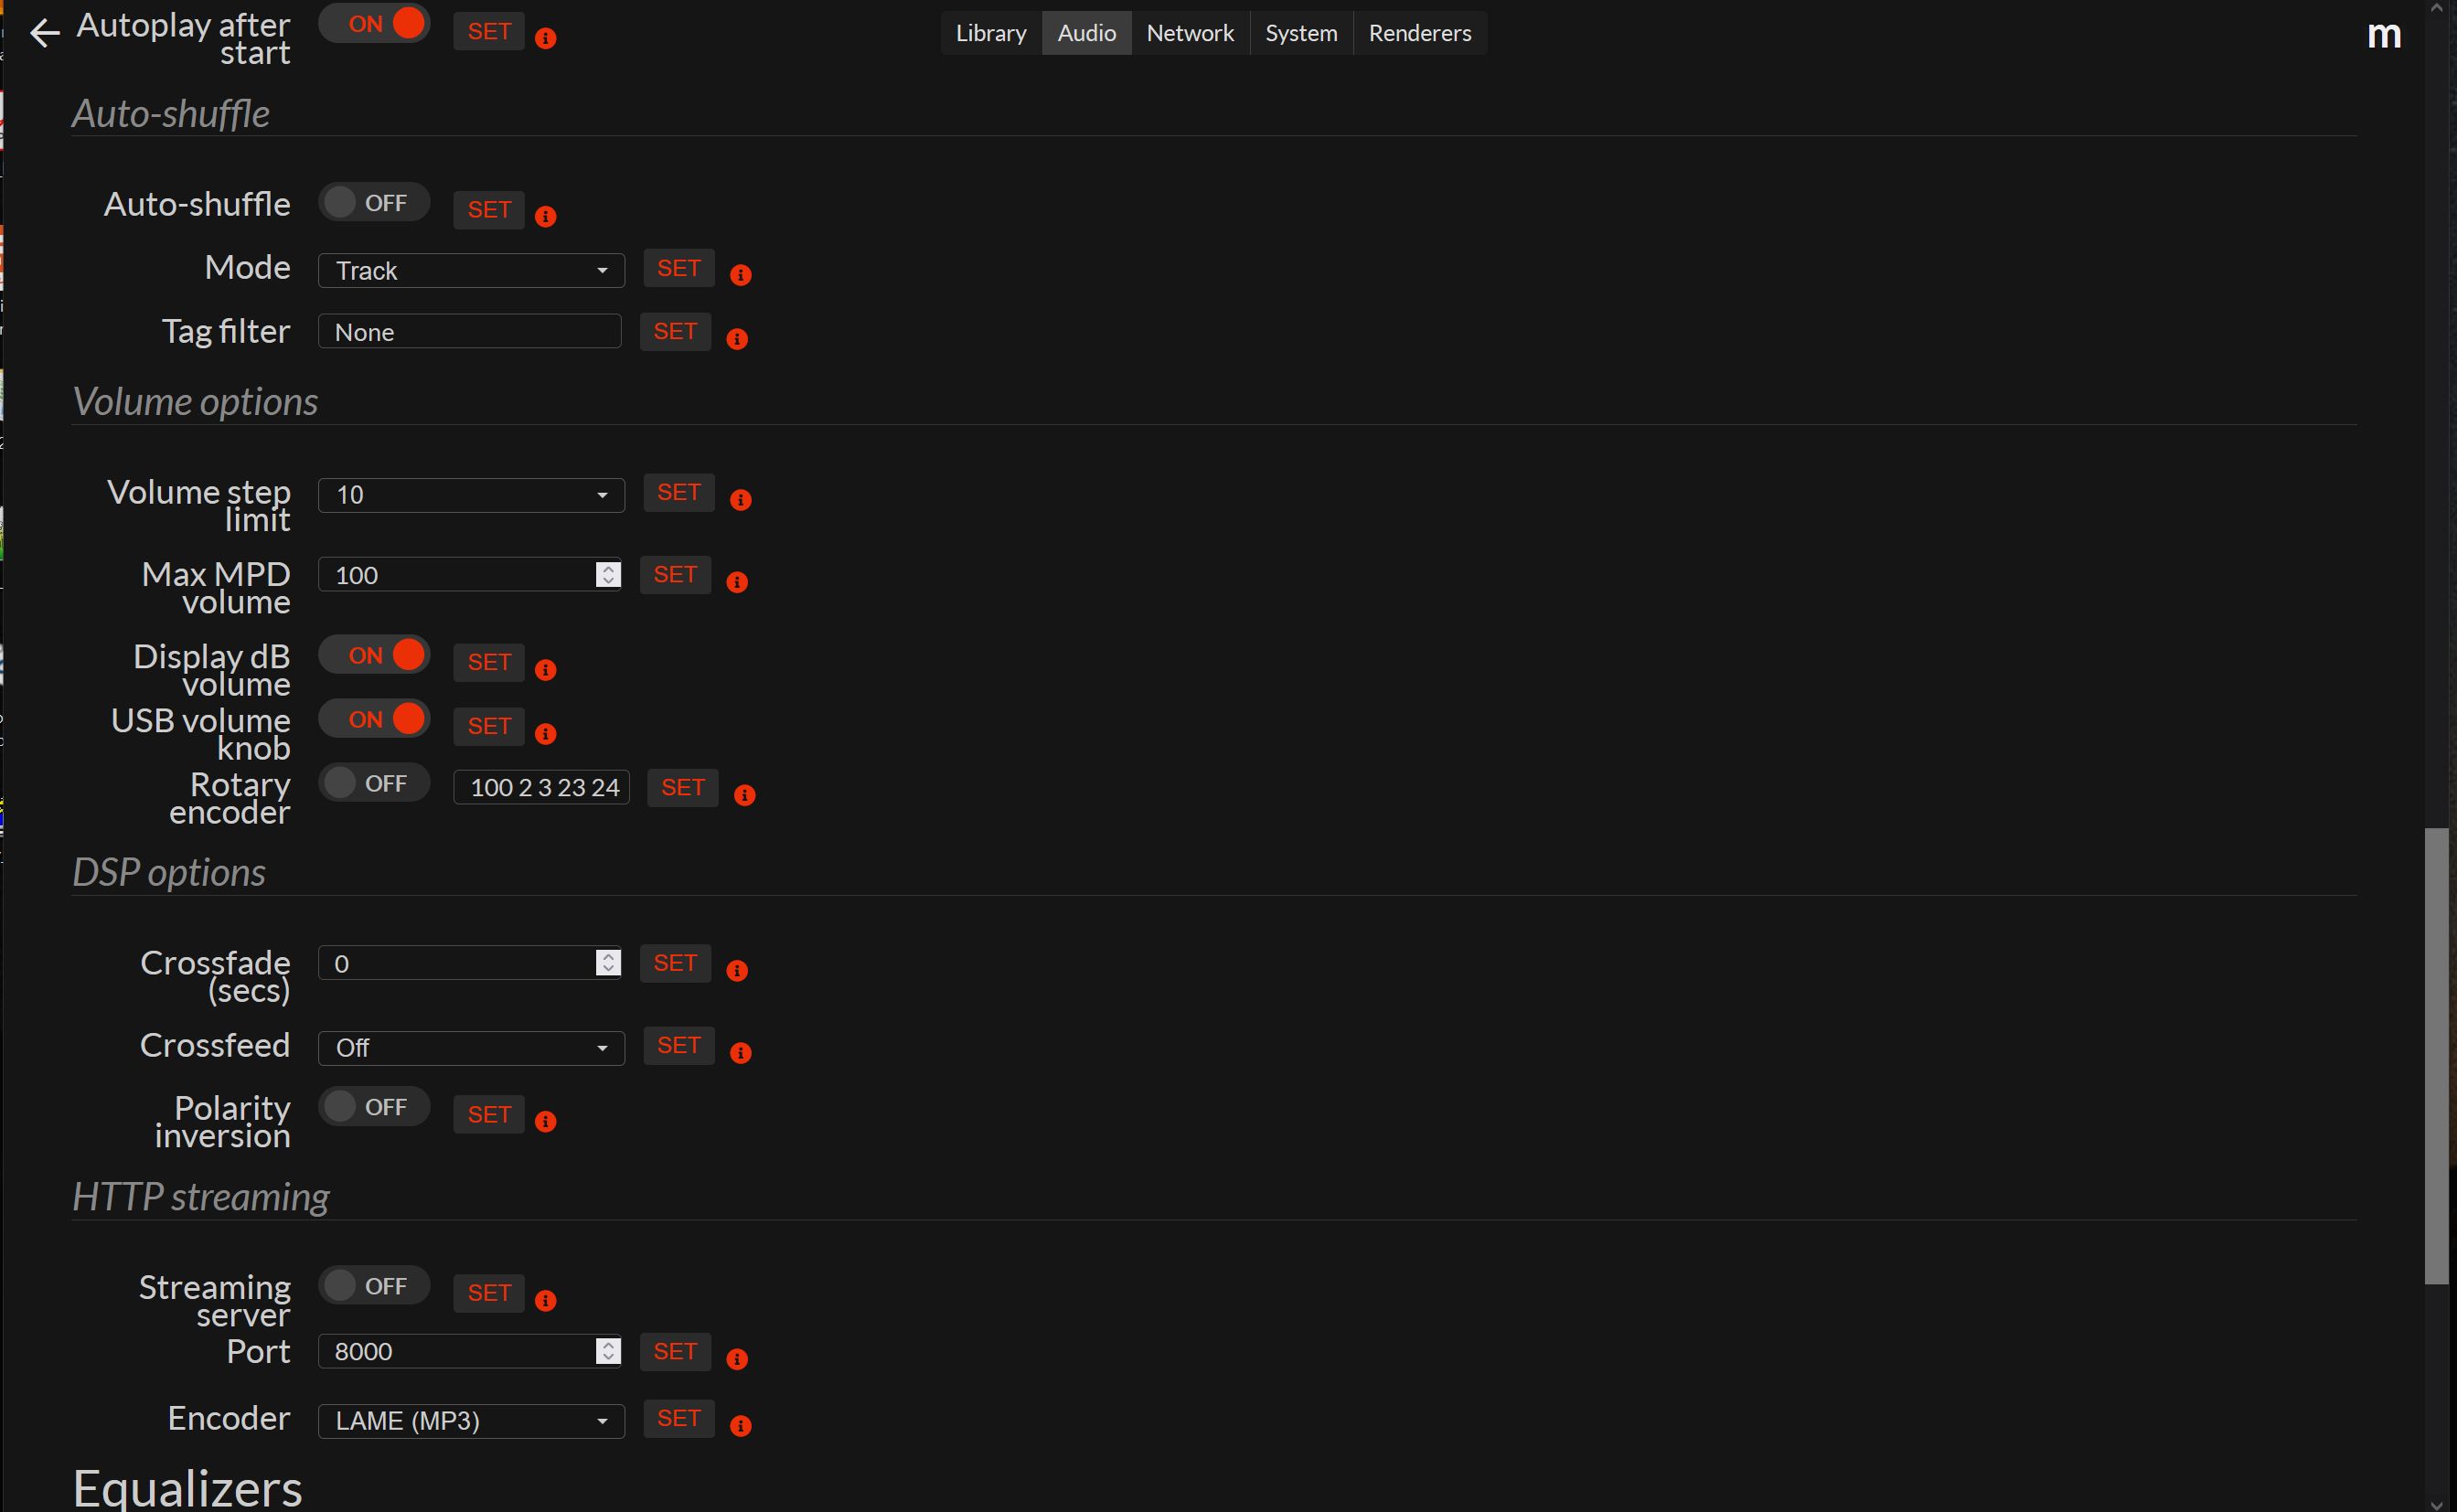 Library Audio Network System Renderers
m
Autoplay after
start
ON SET
Auto-shuffle
Auto-shuffle OFF SET
Mode Track SET
Tag filter None SET
Volume options
Volume step
limit
10 SET
Max MPD
volume
100 SET
Display dB
volume
ON SET
USB volume
knob
ON SET
Rotary
encoder
OFF 100 2 3 23 24 SET
DSP options
Crossfade
(secs)
0 SET
Crossfeed Off SET
Polarity
inversion
OFF SET
HTTP streaming
Streaming
server
OFF SET
Port 8000 SET
Encoder LAME (MP3) SET
Equalizers